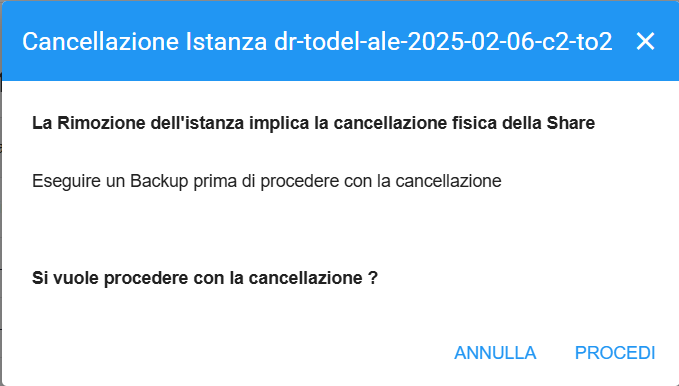 Cancellazione Istanza dr-todel-ale-2025-02-06-c2-to2
La Rimozione dell'istanza implica la cancellazione fisica della Share
Eseguire un Backup prima di procedere con la cancellazione
Si vuole procedere con la cancellazione ?
ANNULLA PROCEDI